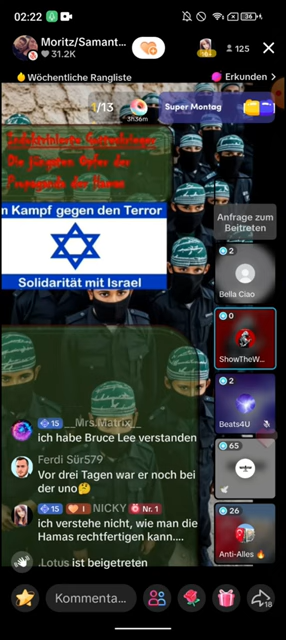 02:22
Moritz/Samant...
31.2K
125
Wöchentliche Rangliste
Erkunden >
1/13
3h36m
Super Montag
Indoktrinierte Gotteskrieger
Die jüngsten Opfer der
Propaganda der Hamas
m Kampf gegen den Terror
Solidarität mit Israel
Anfrage zum
Beitreten
2
Bella Ciao
0
ShowTheW...
2
Beats4U
65
26
Anti-Alles
15 __Mrs.Matrix__
ich habe Bruce Lee verstanden
Ferdi Sür579
Vor drei Tagen war er noch bei
der uno🤔
15 I NICKY Nr. 1
ich verstehe nicht, wie man die
Hamas rechtfertigen kann....
.Lotus ist beigetreten
Kommenta...
18